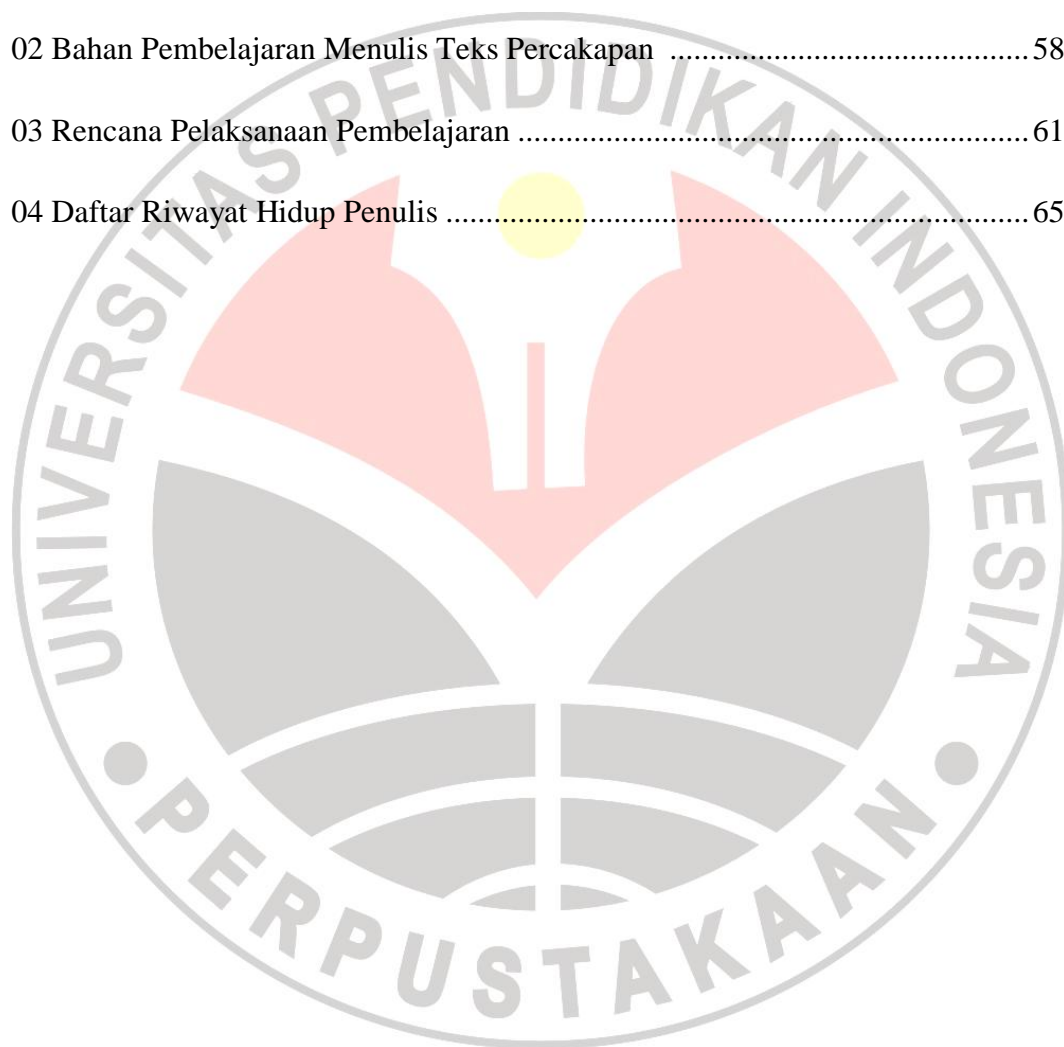 02 Bahan Pembelajaran Menulis Teks Percakapan ........................................ 58
03 Rencana Pelaksanaan Pembelajaran ......................................................... 61
04 Daftar Riwayat Hidup Penulis ................................................................. 65
UNIVERSITAS PENDIDIKAN INDONESIA
PERPUSTAKAAN